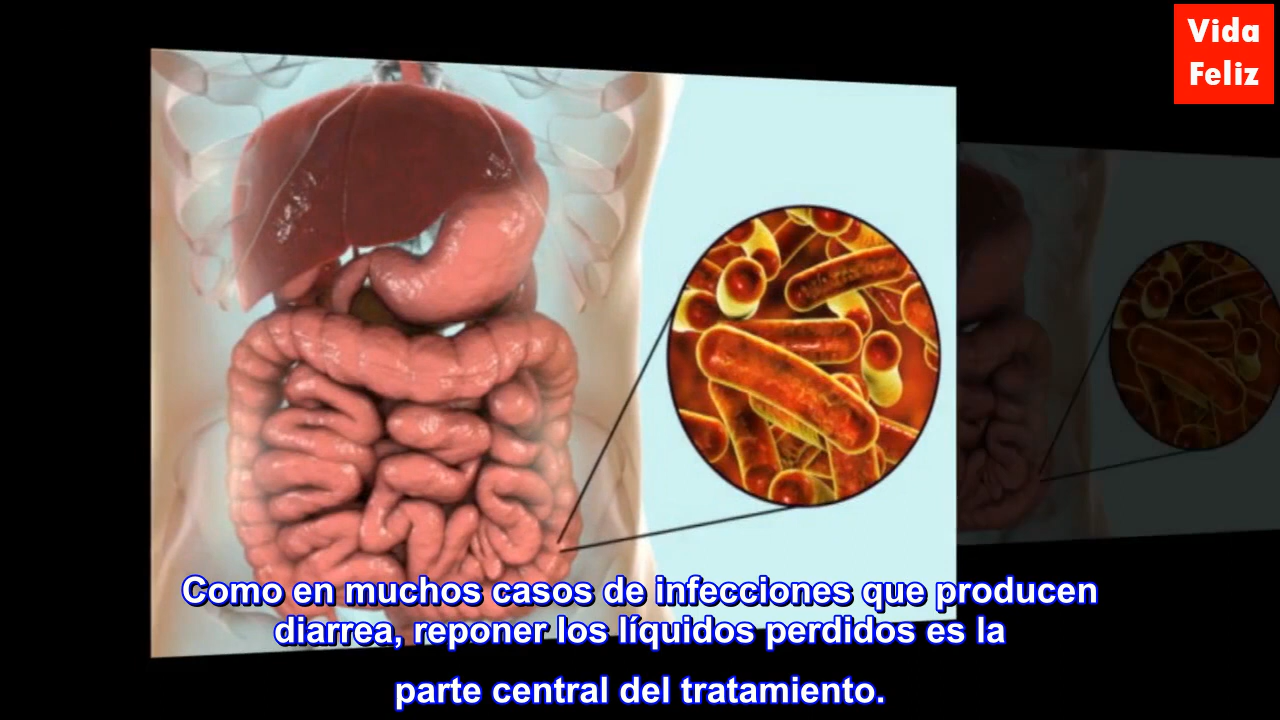 Vida
Feliz
Como en muchos casos de infecciones que producen
diarrea, reponer los líquidos perdidos es la
parte central del tratamiento.